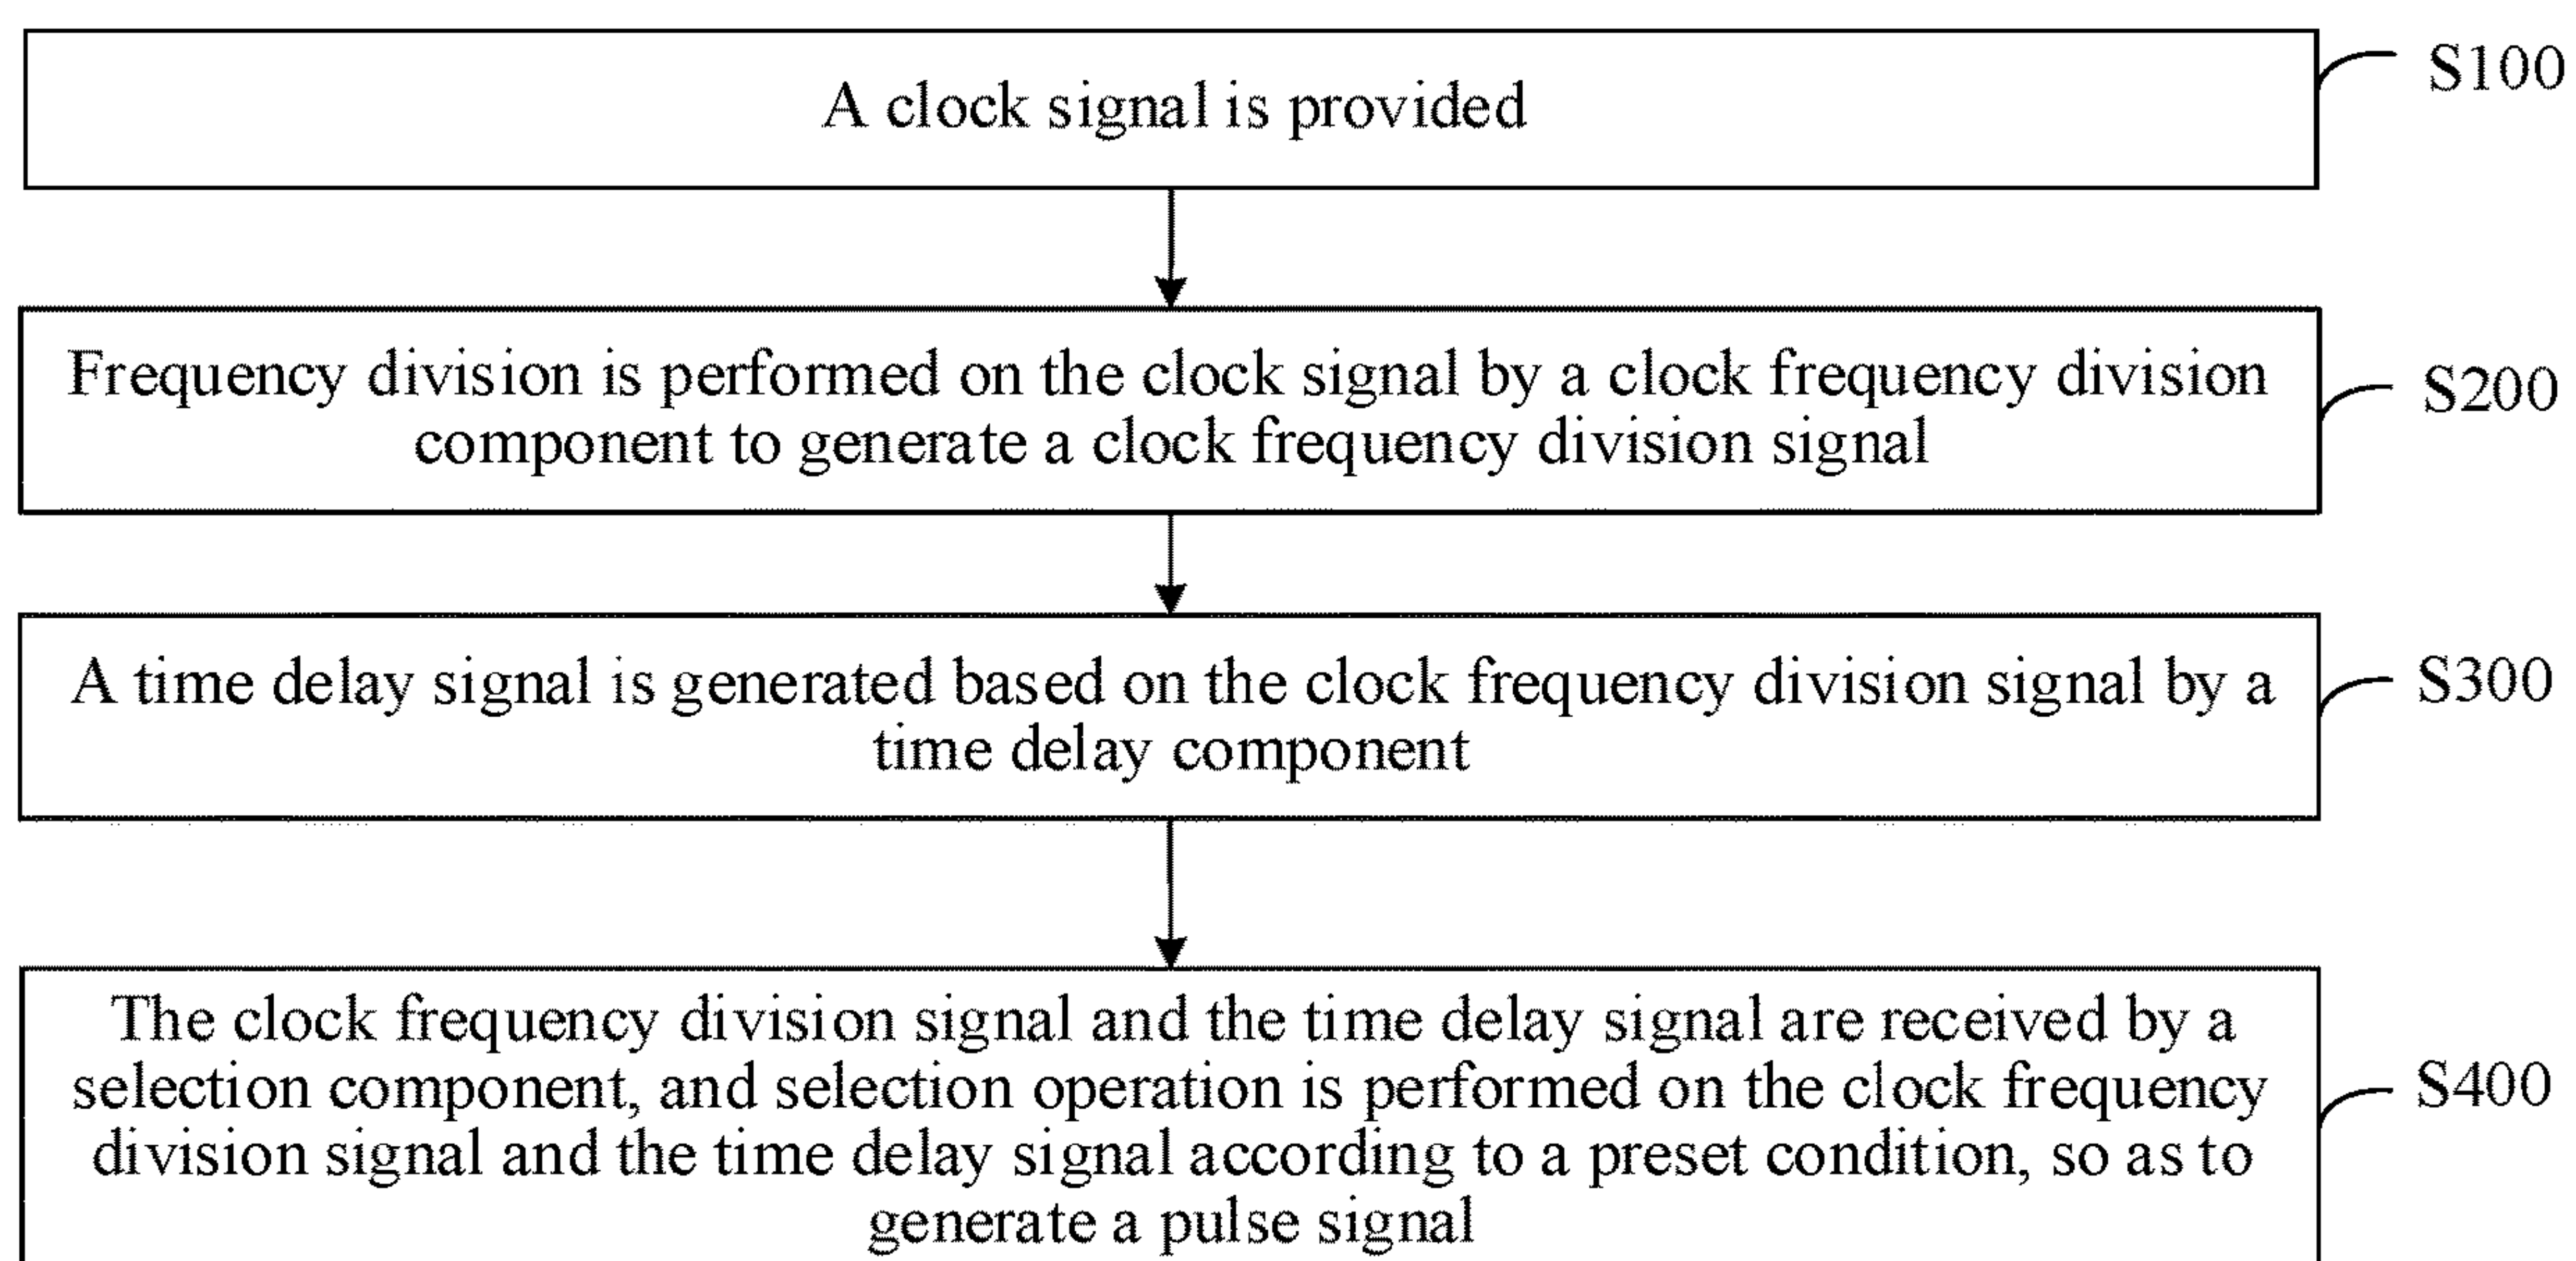 A clock signal is provided
S100
Frequency division is performed on the clock signal by a clock frequency division
component to generate a clock frequency division signal
S200
A time delay signal is generated based on the clock frequency division signal by a
time delay component
S300
The clock frequency division signal and the time delay signal are received by a
selection component, and selection operation is performed on the clock frequency
division signal and the time delay signal according to a preset condition, so as to
generate a pulse signal
S400